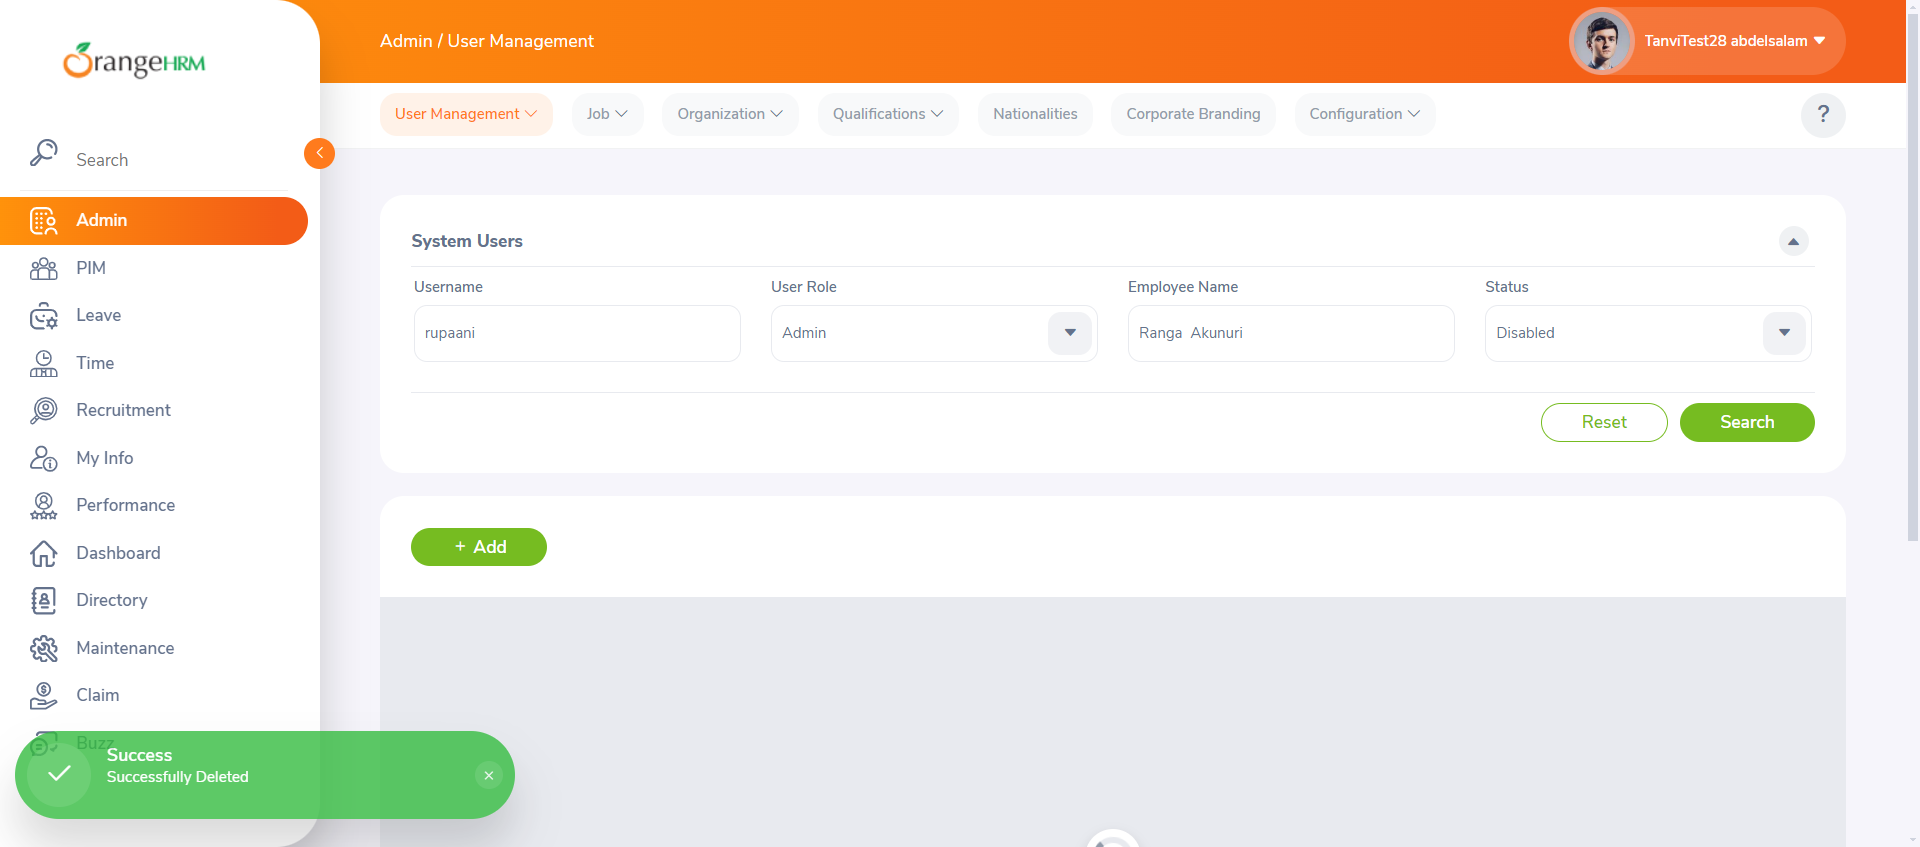 OrangeHRM
Admin / User Management
TanviTest28 abdelsalam
User Management
Job
Organization
Qualifications
Nationalities
Corporate Branding
Configuration
?
Search
Admin
PIM
Leave
Time
Recruitment
My Info
Performance
Dashboard
Directory
Maintenance
Claim
Buzz
System Users
Username
User Role
Employee Name
Status
rupaani
Admin
Ranga  Akunuri
Disabled
Reset
Search
+ Add
Success
Successfully Deleted